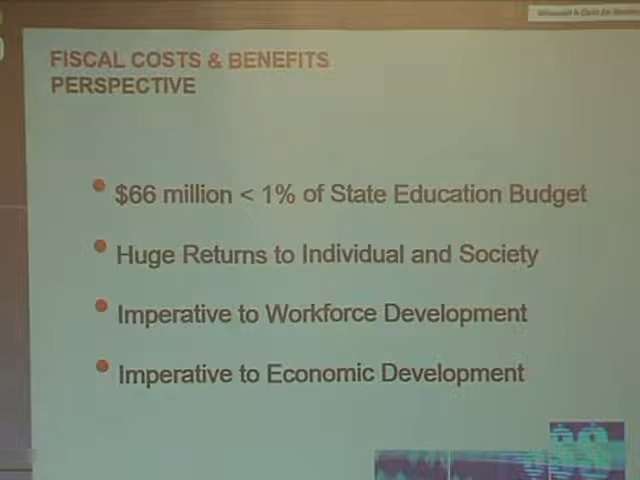 FISCAL COSTS & BENEFITS
PERSPECTIVE
$66 million < 1% of State Education Budget
Huge Returns to Individual and Society
Imperative to Workforce Development
Imperative to Economic Development